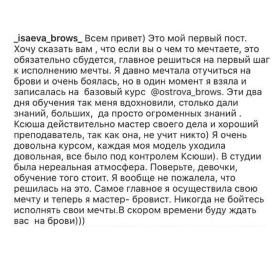 _isaeva_brows_ Всем привет) Это мой первый пост.
Хочу сказать вам , что если вы о чем то мечтаете, это
обязательно сбудется, главное решиться на первый шаг
к исполнению мечты. Я давно мечтала отучиться на
брови и очень боялась, но в один момент я взяла и
записалась на  базовый курс  @ostrova_brows. Эти два
дня обучения так меня вдохновили, столько дали
знаний, больших,  да просто огроменных знаний .
Ксюша действительно мастер своего дела и хороший
преподаватель, так как она, не учит никто) Я очень
довольна курсом, каждая моя модель уходила
довольная, все было под контролем Ксюши). В студии
была нереальная атмосфера. Поверьте, девочки,
обучение того стоит. Я вообще не пожалела, что
решилась на это. Самое главное я осуществила свою
мечту и теперь я мастер- бровист. Никогда не бойтесь
исполнять свои мечты.В скором времени буду ждать
вас  на брови)))